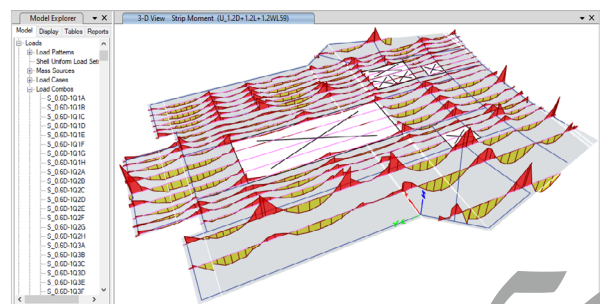 Model Explorer
3-D View Strip Moment (U_1.2D+1.2L+1.2WL59)
Model Display Tables Reports
Loads
Load Patterns
Shell Uniform Load Sets
Mass Sources
Load Cases
Load Combos
S_0.6D-1Q1A
S_0.6D-1Q1B
S_0.6D-1Q1C
S_0.6D-1Q1D
S_0.6D-1Q1E
S_0.6D-1Q1F
S_0.6D-1Q1G
S_0.6D-1Q1H
S_0.6D-1Q2A
S_0.6D-1Q2B
S_0.6D-1Q2C
S_0.6D-1Q2D
S_0.6D-1Q2E
S_0.6D-1Q2F
S_0.6D-1Q2G
S_0.6D-1Q2H
S_0.6D-1Q3A
S_0.6D-1Q3B
S_0.6D-1Q3C
S_0.6D-1Q3D
S_0.6D-1Q3E
S_0.6D-1Q3F